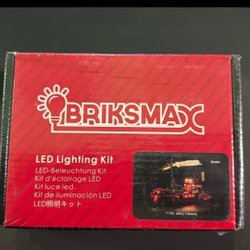 BRIKSMAX
LED Lighting Kit
LED-Beleuchtung Kit
Kit d'éclairage LED
Kit luce led.
Kit de iluminación LED
LED照明キット